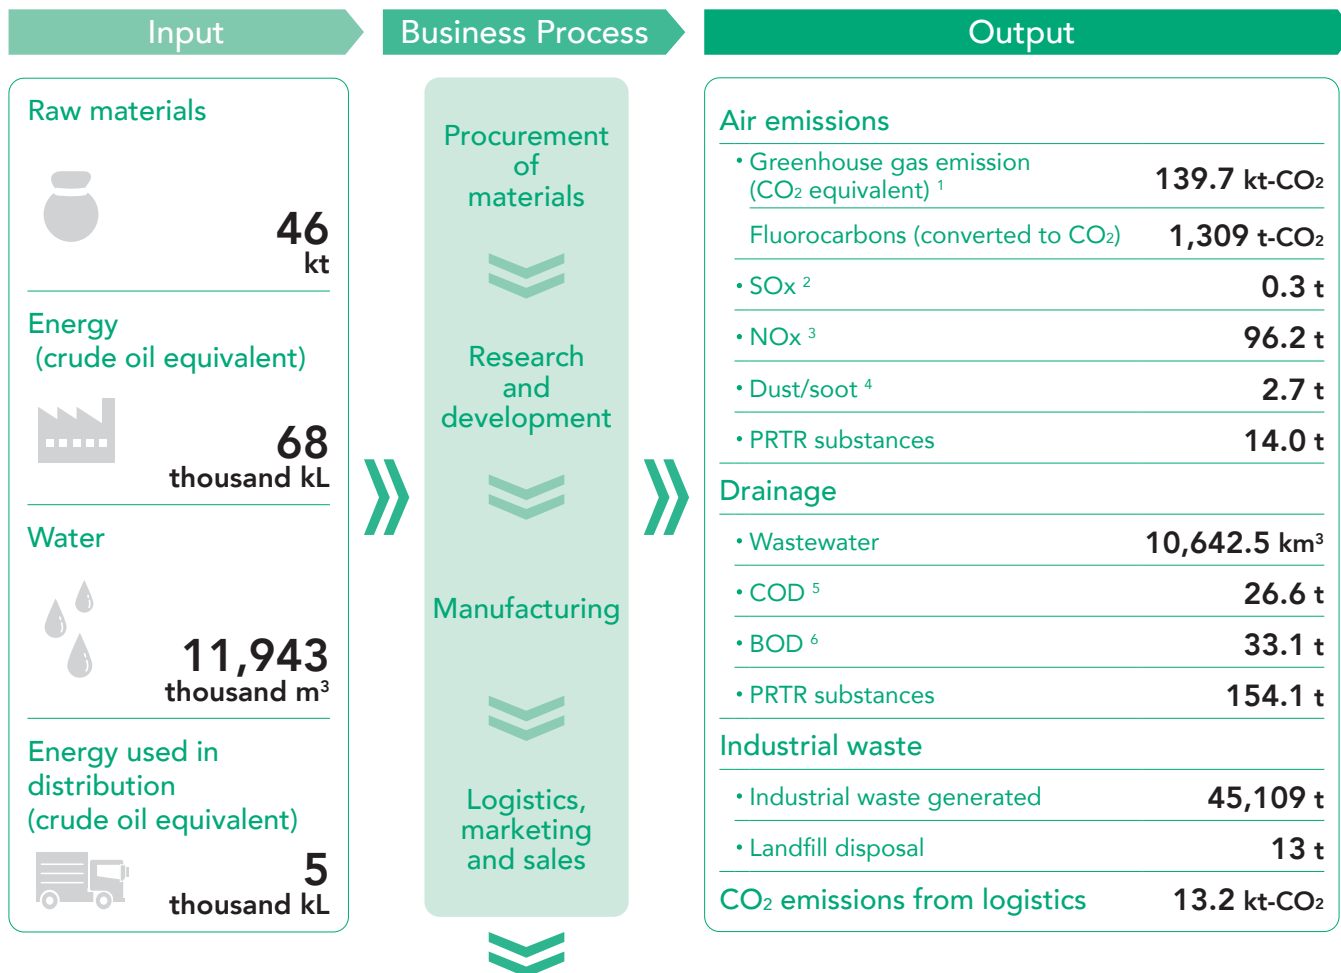 Input
Business Process
Output
Raw materials
46
kt
Energy
(crude oil equivalent)
68
thousand kL
Water
11,943
thousand m³
Energy used in
distribution
(crude oil equivalent)
5
thousand kL
Procurement
of
materials
Research
and
development
Manufacturing
Logistics,
marketing
and sales
Air emissions
・Greenhouse gas emission
(CO₂ equivalent) ¹ 139.7 kt-CO₂
Fluorocarbons (converted to CO₂) 1,309 t-CO₂
・SOx ² 0.3 t
・NOx ³ 96.2 t
・Dust/soot ⁴ 2.7 t
・PRTR substances 14.0 t
Drainage
・Wastewater 10,642.5 km³
・COD ⁵ 26.6 t
・BOD ⁶ 33.1 t
・PRTR substances 154.1 t
Industrial waste
・Industrial waste generated 45,109 t
・Landfill disposal 13 t
CO₂ emissions from logistics 13.2 kt-CO₂